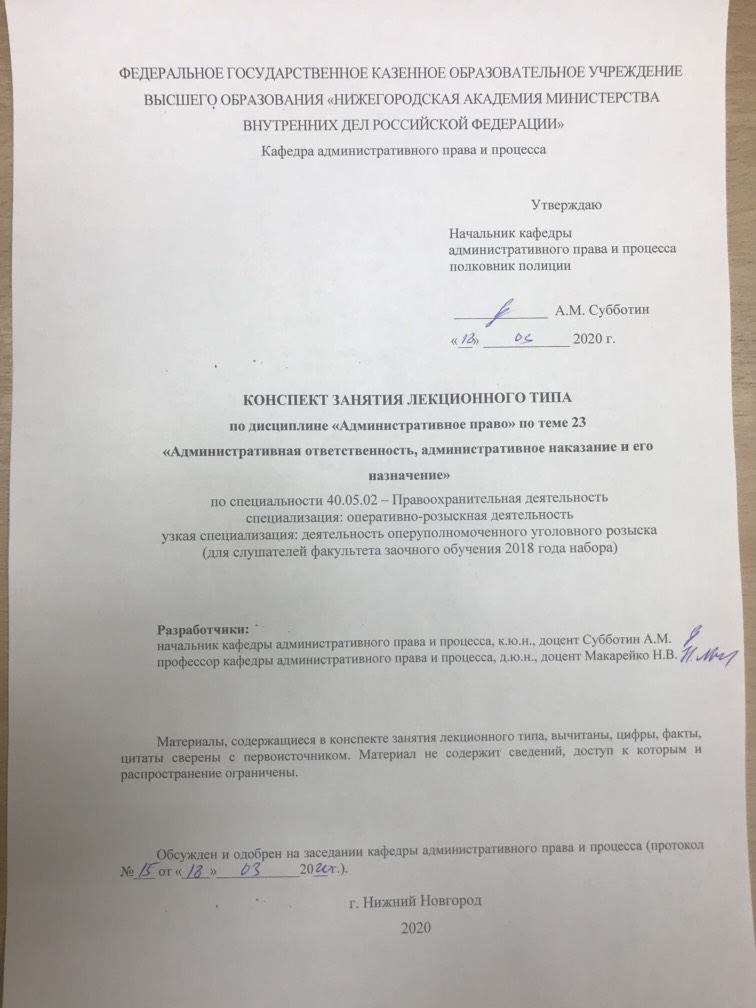 ФЕДЕРАЛЬНОЕ ГОСУДАРСТВЕННОЕ КАЗЕННОЕ ОБРАЗОВАТЕЛЬНОЕ УЧРЕЖДЕНИЕ
ВЫСШЕГО ОБРАЗОВАНИЯ «НИЖЕГОРОДСКАЯ АКАДЕМИЯ МИНИСТЕРСТВА
ВНУТРЕННИХ ДЕЛ РОССИЙСКОЙ ФЕДЕРАЦИИ»
Кафедра административного права и процесса
Утверждаю
Начальник кафедры
административного права и процесса
полковник полиции
А.М. Субботин
«18» 2020 г.
КОНСПЕКТ ЗАНЯТИЯ ЛЕКЦИОННОГО ТИПА
по дисциплине «Административное право» по теме 23
«Административная ответственность, административное наказание и его
назначение»
по специальности 40.05.02 – Правоохранительная деятельность
специализация: оперативно-розыскная деятельность
узкая специализация: деятельность оперуполномоченного уголовного розыска
(для слушателей факультета заочного обучения 2018 года набора)
Разработчики:
начальник кафедры административного права и процесса, к.ю.н., доцент Субботин А.М.
профессор кафедры административного права и процесса, д.ю.н., доцент Макарейко Н.В.
Материалы, содержащиеся в конспекте занятия лекционного типа, вычитаны, цифры, факты,
цитаты сверены с первоисточником. Материал не содержит сведений, доступ к которым и
распространение ограничены.
Обсужден и одобрен на заседании кафедры административного права и процесса (протокол
№ 15 от «18» 03 2020г.).
г. Нижний Новгород
2020